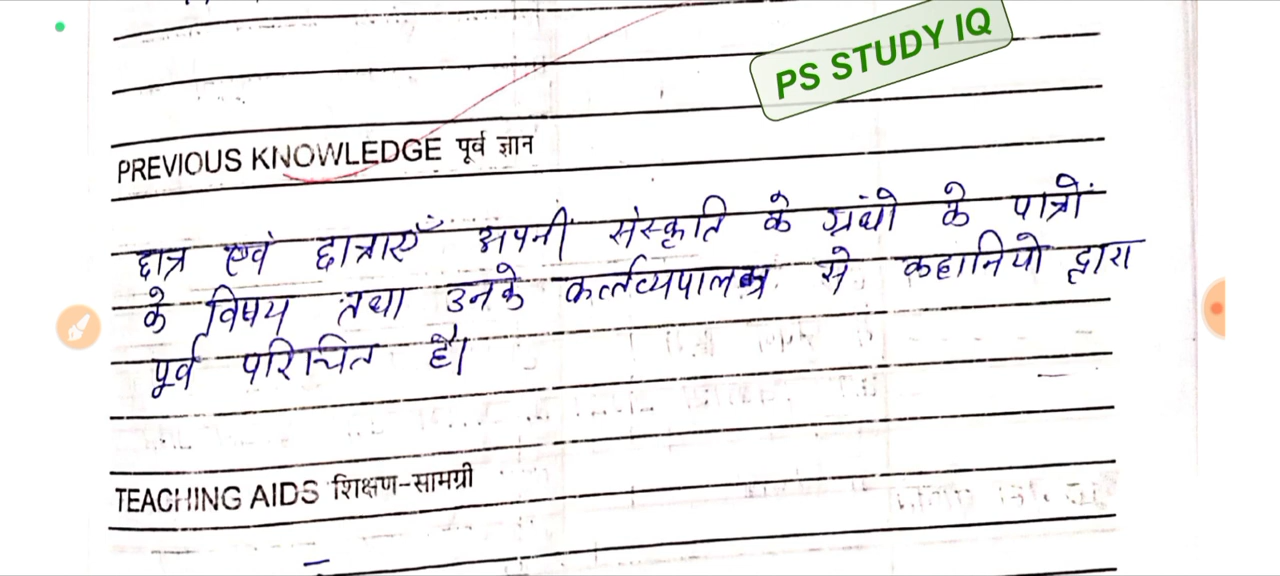 PS STUDY IQ
PREVIOUS KNOWLEDGE पूर्व ज्ञान
छात्र एवं छात्राएँ अपनी संस्कृति के ग्रंथो के पात्रों
के विषय तथा उनके कर्त्तव्यपालन से कहानियो द्वारा
पूर्व परिचित है।
TEACHING AIDS शिक्षण-सामग्री